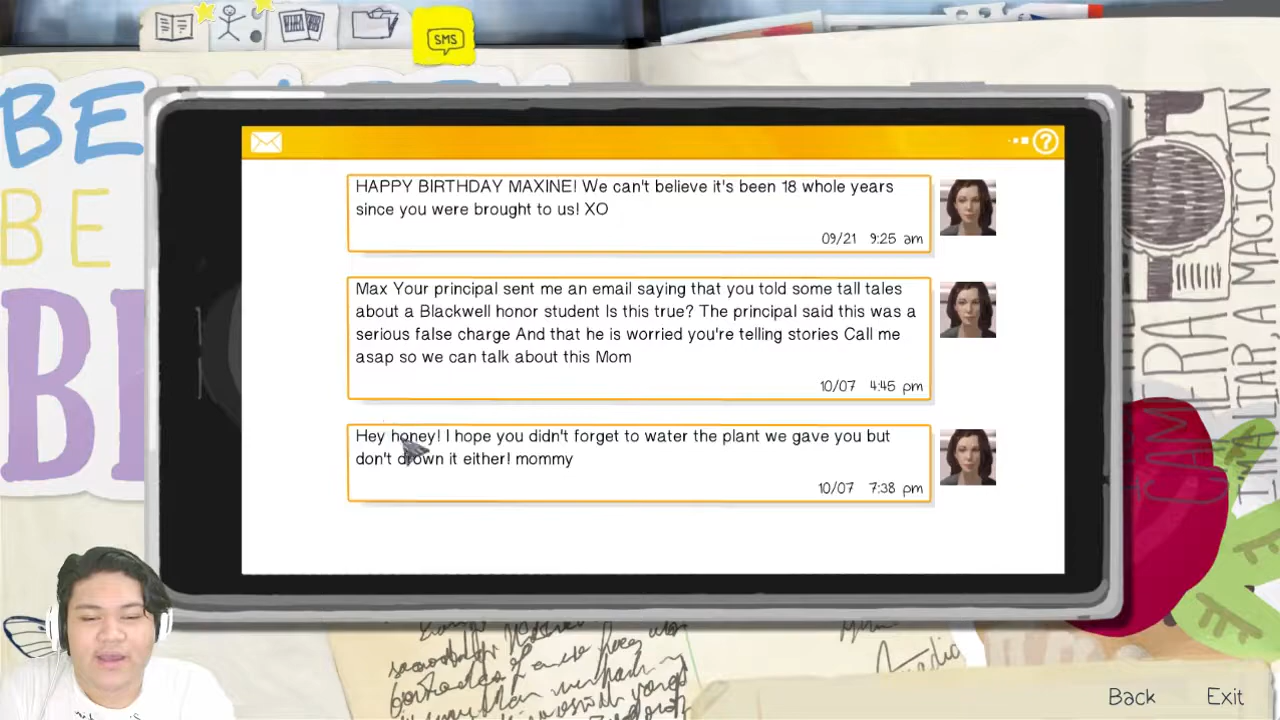 SMS
BE
BE
B
HAPPY BIRTHDAY MAXINE! We can't believe it's been 18 whole years
since you were brought to us! XO
09/21 9:25 am
Max Your principal sent me an email saying that you told some tall tales
about a Blackwell honor student Is this true? The principal said this was a
serious false charge And that he is worried you're telling stories Call me
asap so we can talk about this Mom
10/07 4:45 pm
Hey honey! I hope you didn't forget to water the plant we gave you but
don't drown it either! mommy
10/07 7:38 pm
CAMERA
I'M A LIAR A MAGICIAN
Back
Exit